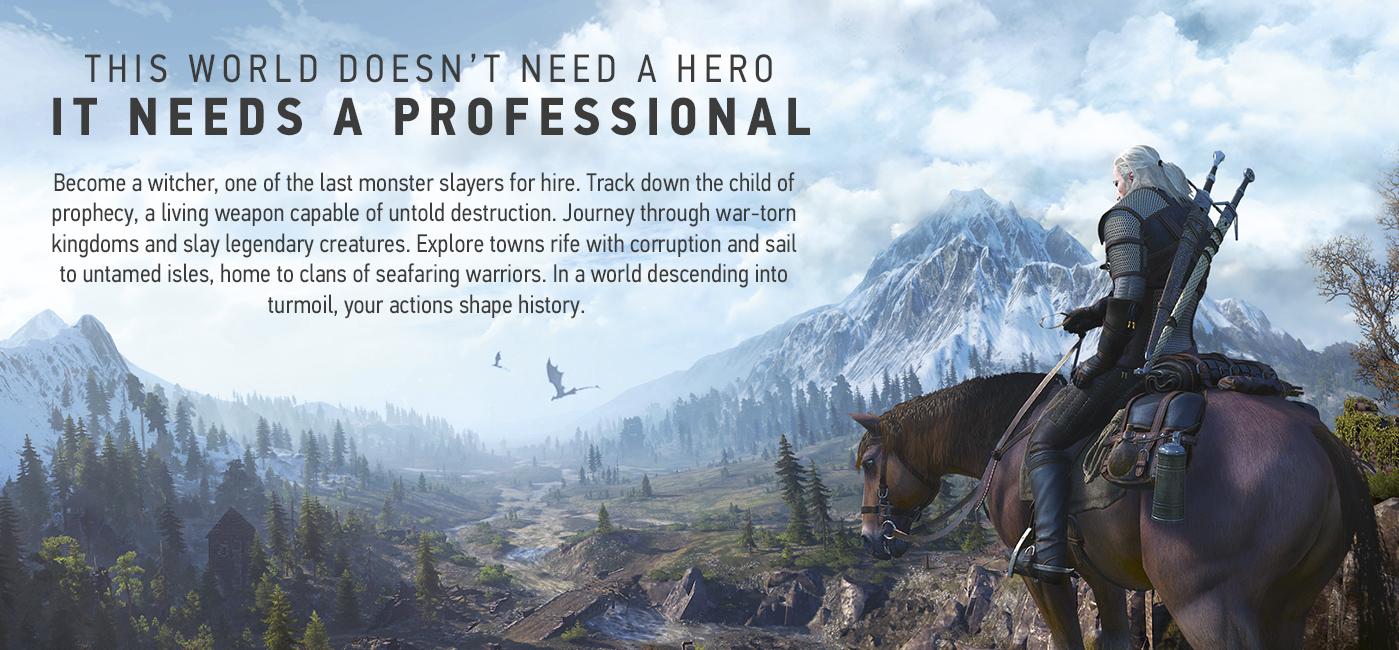 THIS WORLD DOESN'T NEED A HERO
IT NEEDS A PROFESSIONAL
Become a witcher, one of the last monster slayers for hire. Track down the child of
prophecy, a living weapon capable of untold destruction. Journey through war-torn
kingdoms and slay legendary creatures. Explore towns rife with corruption and sail
to untamed isles, home to clans of seafaring warriors. In a world descending into
turmoil, your actions shape history.